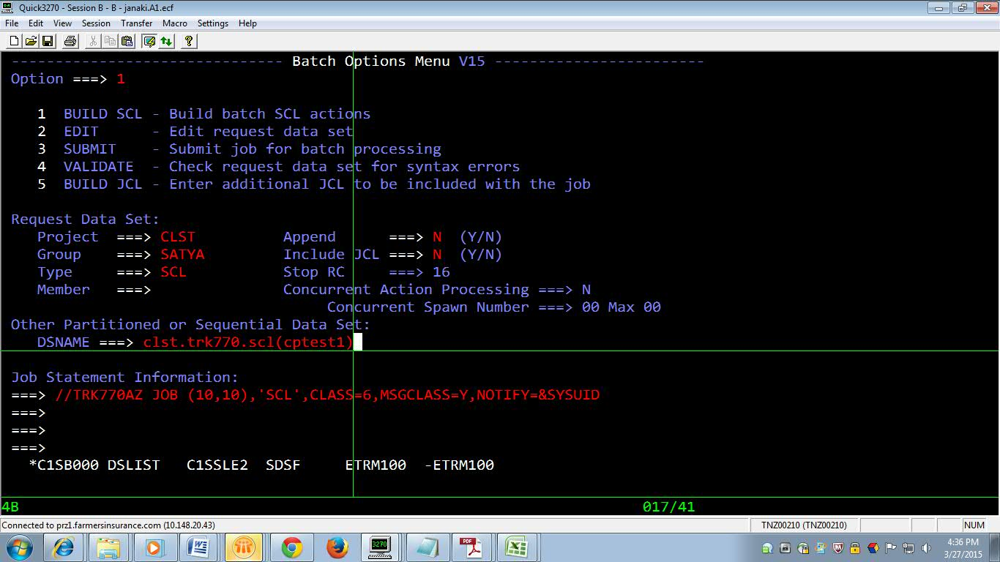 Quick3270 - Session B - B - janaki.A1.ecf
File Edit View Session Transfer Macro Settings Help
------------------------------- Batch Options Menu V15 ------------------------
Option ===> 1
1 BUILD SCL - Build batch SCL actions
2 EDIT - Edit request data set
3 SUBMIT - Submit job for batch processing
4 VALIDATE - Check request data set for syntax errors
5 BUILD JCL - Enter additional JCL to be included with the job
Request Data Set:
Project ===> CLST Append ===> N (Y/N)
Group ===> SATYA Include JCL ===> N (Y/N)
Type ===> SCL Stop RC ===> 16
Member ===> Concurrent Action Processing ===> N
Concurrent Spawn Number ===> 00 Max 00
Other Partitioned or Sequential Data Set:
DSNAME ===> clst.trk770.scl(cptest1)
Job Statement Information:
===> //TRK770AZ JOB (10,10),'SCL',CLASS=6,MSGCLASS=Y,NOTIFY=&SYSUID
===>
===>
===>
*C1SB000 DSLIST C1SSLE2 SDSF ETRM100 -ETRM100
4B 017/41
Connected to prz1.farmersinsurance.com (10.148.20.43) TNZ00210 (TNZ00210) NUM
3270 PDF
4:36 PM
3/27/2015